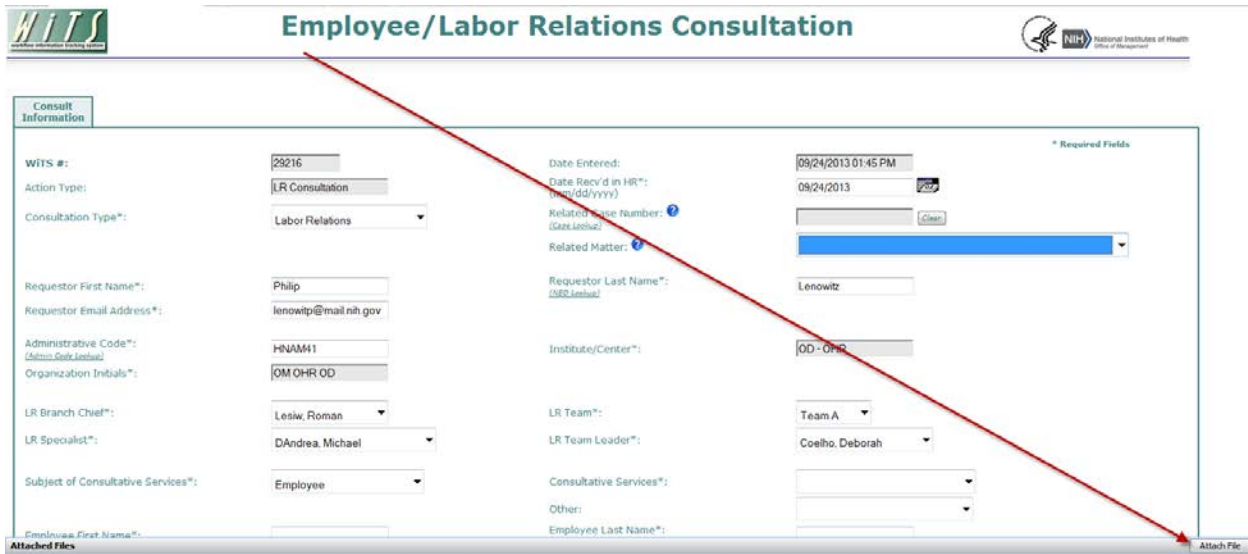 WiTS
workflow information tracking system
Employee/Labor Relations Consultation
NIH National Institutes of Health
Office of Management
Consult
Information
* Required Fields
WiTS #: 29216 Date Entered: 09/24/2013 01:45 PM
Action Type: LR Consultation Date Recv'd in HR*: 09/24/2013
(mm/dd/yyyy)
Consultation Type*: Labor Relations Related Case Number: ? Clear
(Case Lookup)
Related Matter: ?
Requestor First Name*: Philip Requestor Last Name*: Lenowitz
(NED Lookup)
Requestor Email Address*: lenowitp@mail.nih.gov
Administrative Code*: HNAM41 Institute/Center*: OD - OHR
(Admin Code Lookup)
Organization Initials*: OM OHR OD
LR Branch Chief*: Lesiw, Roman LR Team*: Team A
LR Specialist*: DAndrea, Michael LR Team Leader*: Coelho, Deborah
Subject of Consultative Services*: Employee Consultative Services*:
Other:
Employee First Name*: Employee Last Name*:
Attached Files Attach File